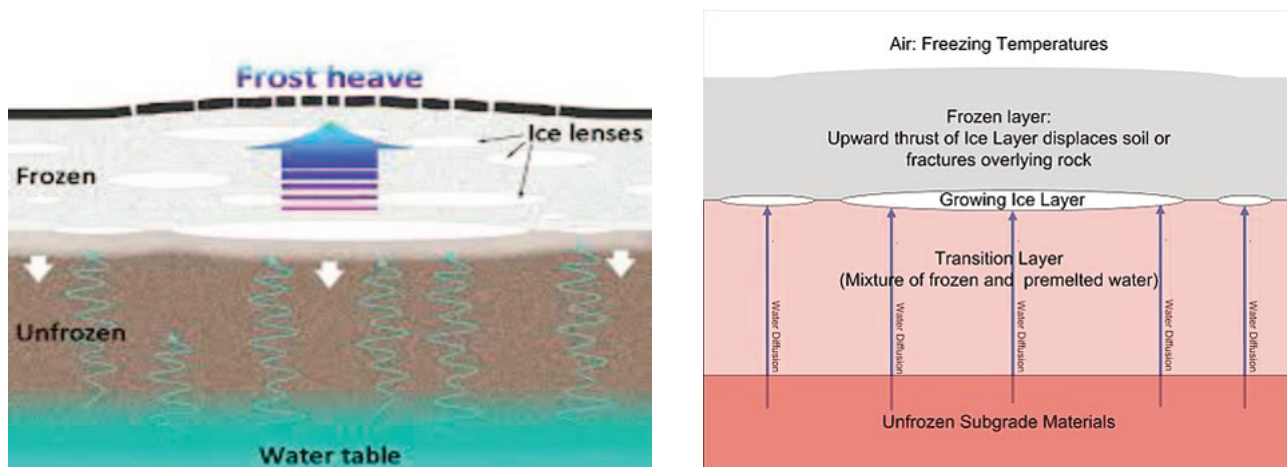 Frost heave
Ice lenses
Frozen
Unfrozen
Water table
Air: Freezing Temperatures
Frozen layer:
Upward thrust of Ice Layer displaces soil or
fractures overlying rock
Growing Ice Layer
Transition Layer
(Mixture of frozen and premelted water)
Water Diffusion
Water Diffusion
Water Diffusion
Water Diffusion
Water Diffusion
Unfrozen Subgrade Materials